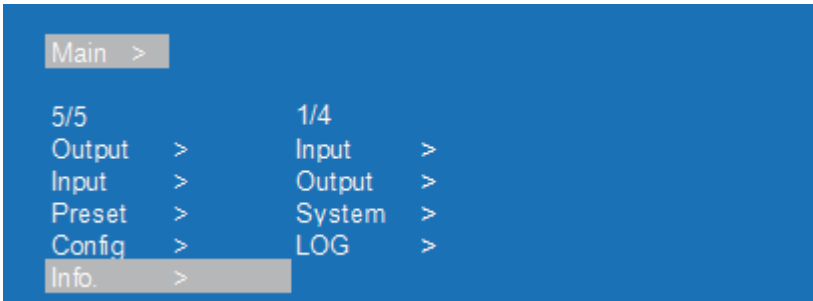 Main >
5/5 1/4
Output > Input >
Input > Output >
Preset > System >
Config > LOG >
Info. >